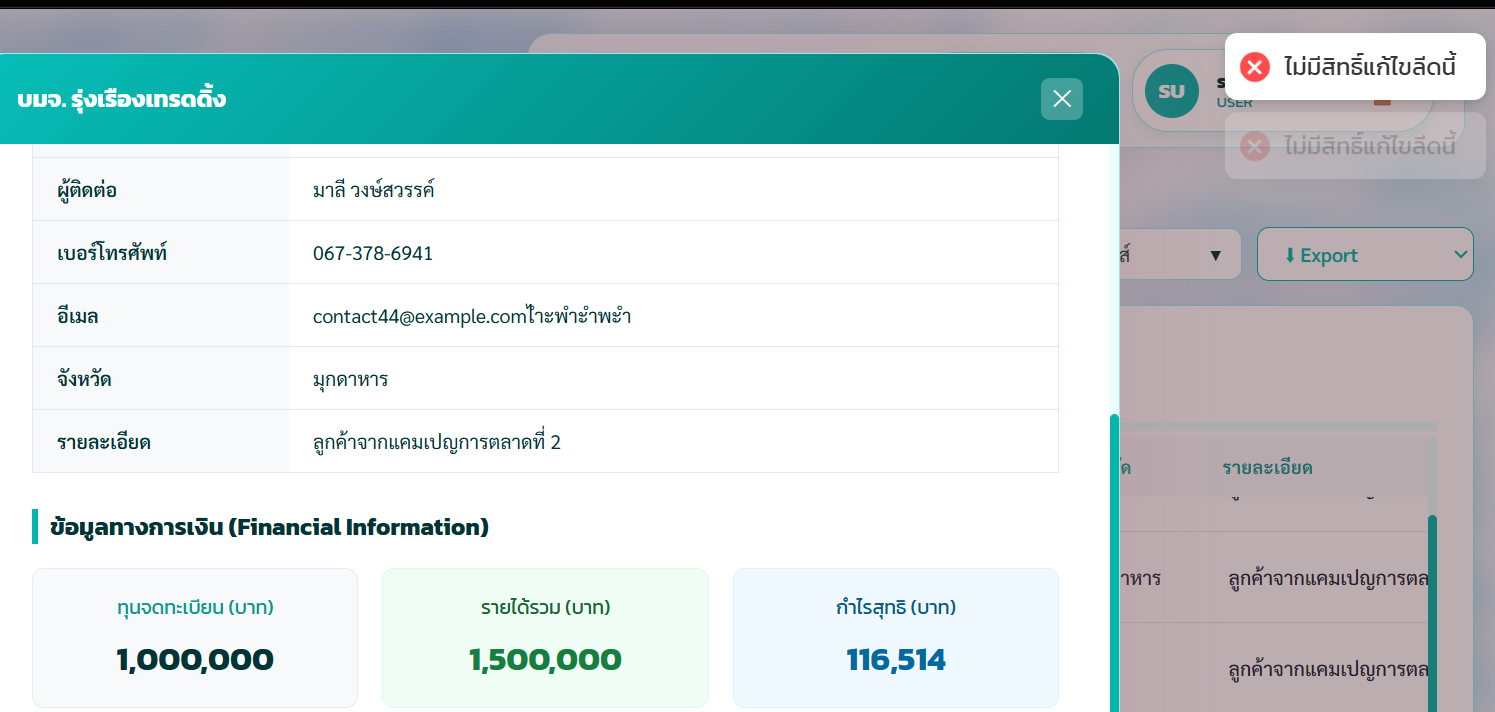 บมจ. รุ่งเรืองเทรดดิ้ง
SU
USER
ไม่มีสิทธิ์แก้ไขลีดนี้
ไม่มีสิทธิ์แก้ไขลีดนี้
ผู้ติดต่อ มาลี วงษ์สวรรค์
เบอร์โทรศัพท์ 067-378-6941
Export
อีเมล contact44@example.comไาะพำะำพะำ
จังหวัด มุกดาหาร
รายละเอียด ลูกค้าจากแคมเปญการตลาดที่ 2
รายละเอียด
ข้อมูลทางการเงิน (Financial Information)
าหาร ลูกค้าจากแคมเปญการตล
ทุนจดทะเบียน (บาท) รายได้รวม (บาท) กำไรสุทธิ (บาท)
1,000,000 1,500,000 116,514
ลูกค้าจากแคมเปญการตล